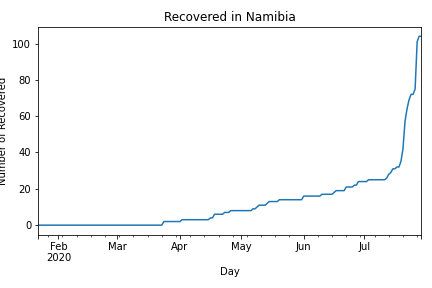 Recovered in Namibia
Number of Recovered
100
80
60
40
20
0
Feb
2020
Mar
Apr
May
Jun
Jul
Day